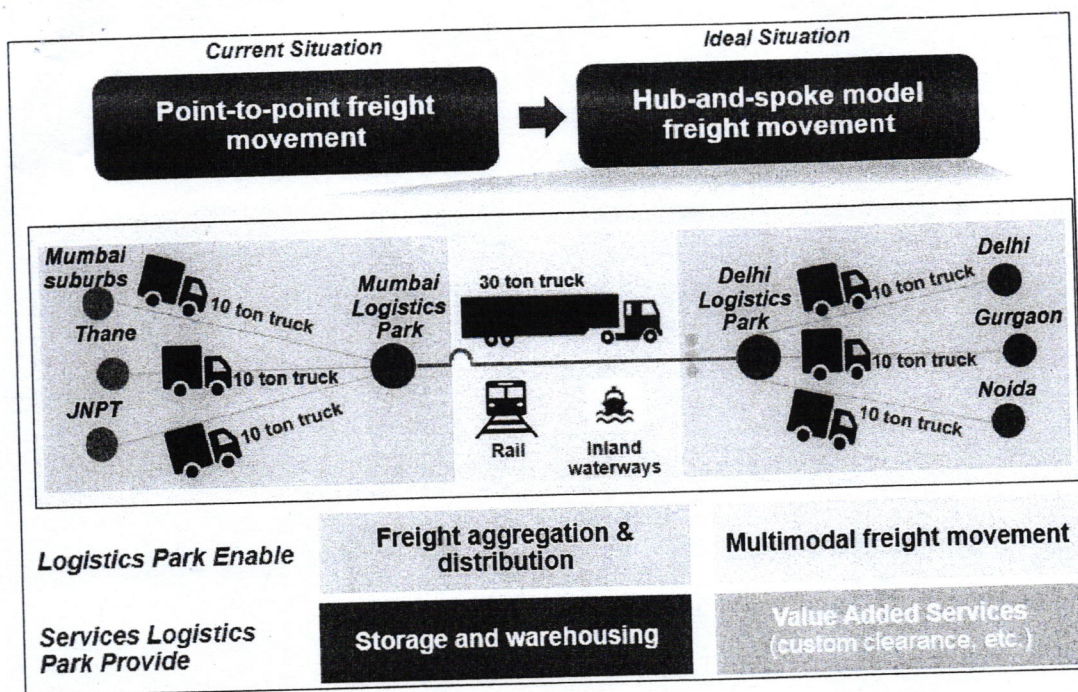 Current Situation
Ideal Situation
Point-to-point freight
movement
Hub-and-spoke model
freight movement
Mumbai
suburbs
10 ton truck
Thane
10 ton truck
JNPT
10 ton truck
Mumbai
Logistics
Park
30 ton truck
Rail
Inland
waterways
Delhi
Logistics
Park
10 ton truck
Delhi
10 ton truck
Gurgaon
10 ton truck
Noida
Logistics Park Enable
Freight aggregation &
distribution
Multimodal freight movement
Services Logistics
Park Provide
Storage and warehousing
Value Added Services
(custom clearance, etc.)